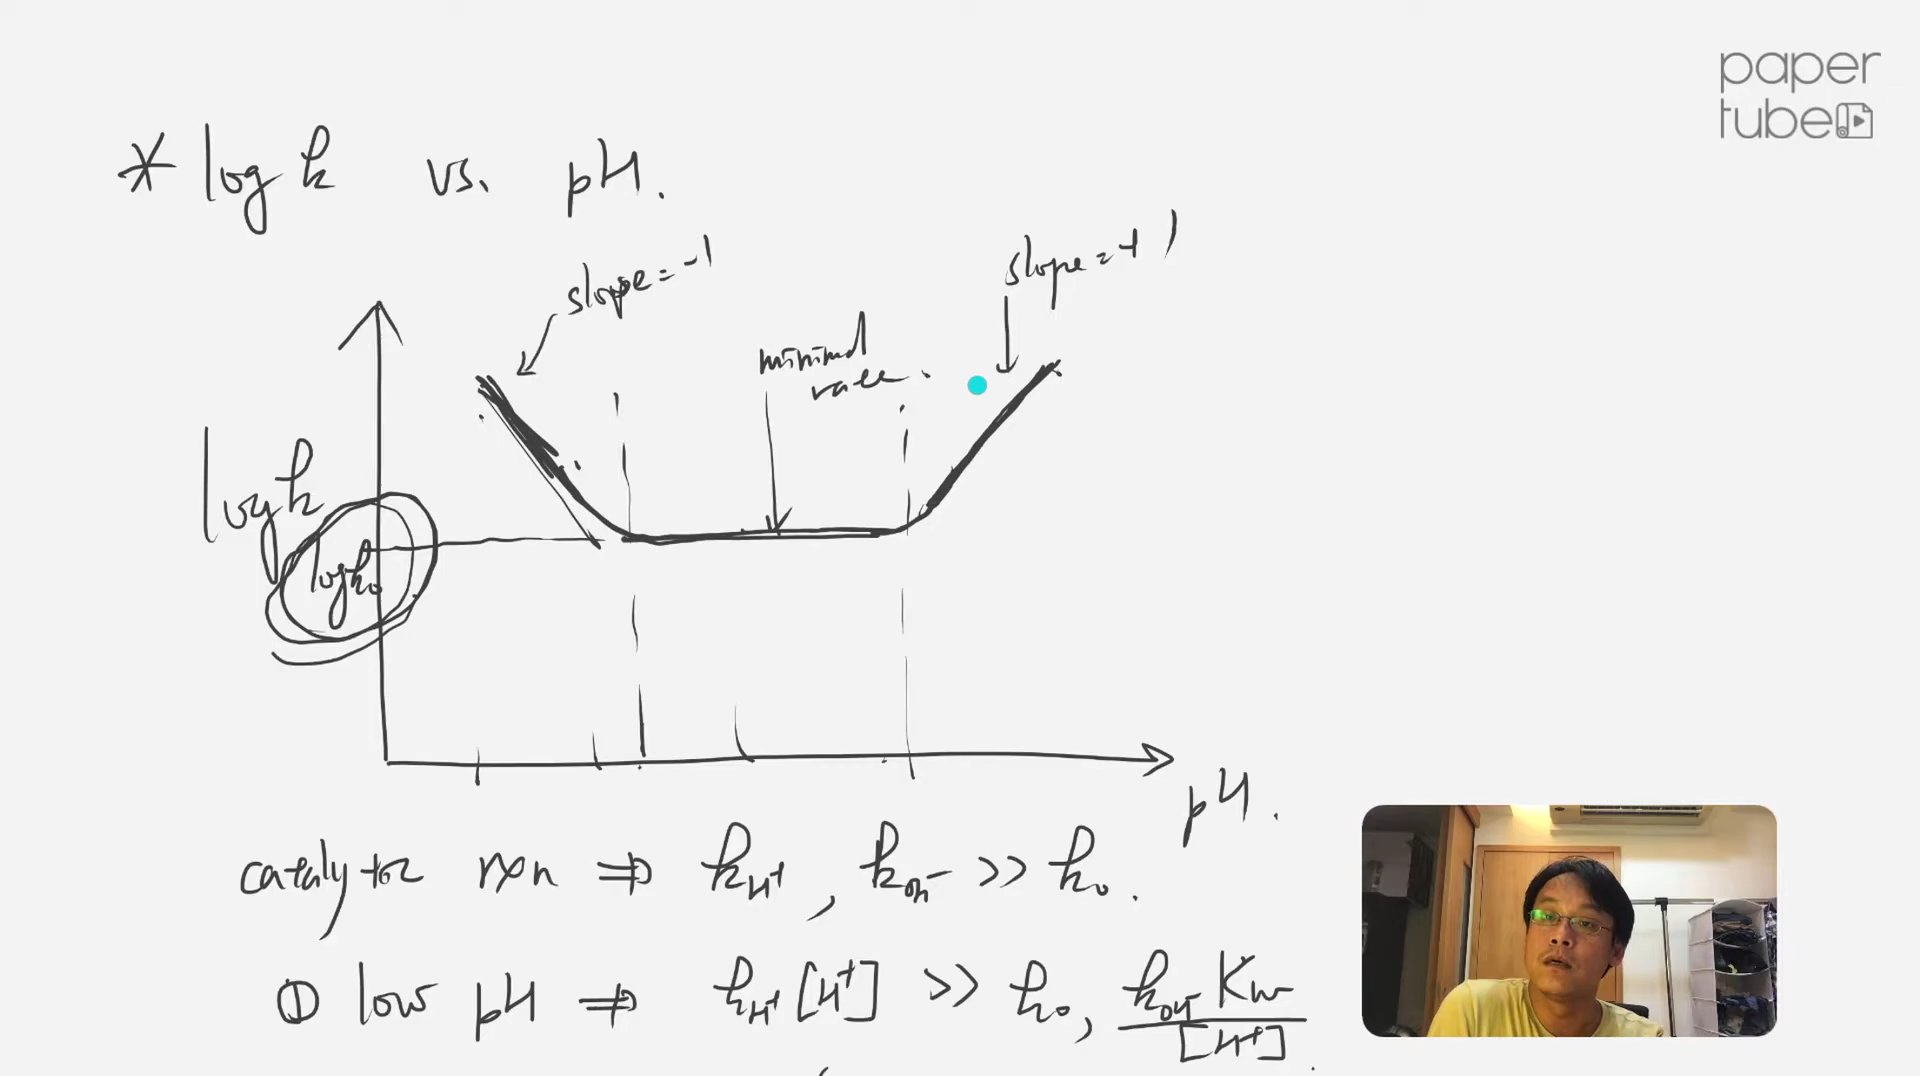 paper
tube
* log k vs. pH.
slope = -1
slope = +1
minimal
rate.
log k
log k₀
pH.
catalytic rxn ⇒ k_H⁺, k_OH⁻ >> k₀.
① low pH ⇒ k_H⁺[H⁺] >> k₀, k_OH⁻ Kw / [H⁺]